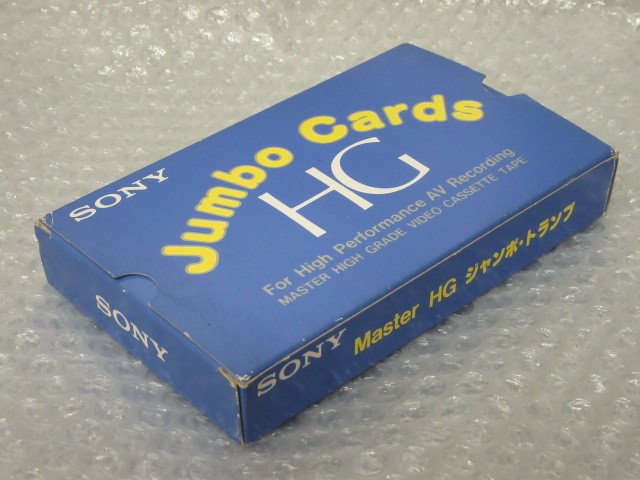 SONY
Jumbo Cards
HG
For High Performance AV Recording
MASTER HIGH GRADE VIDEO CASSETTE TAPE
SONY
SONY Master HG ジャンボ・トランプ